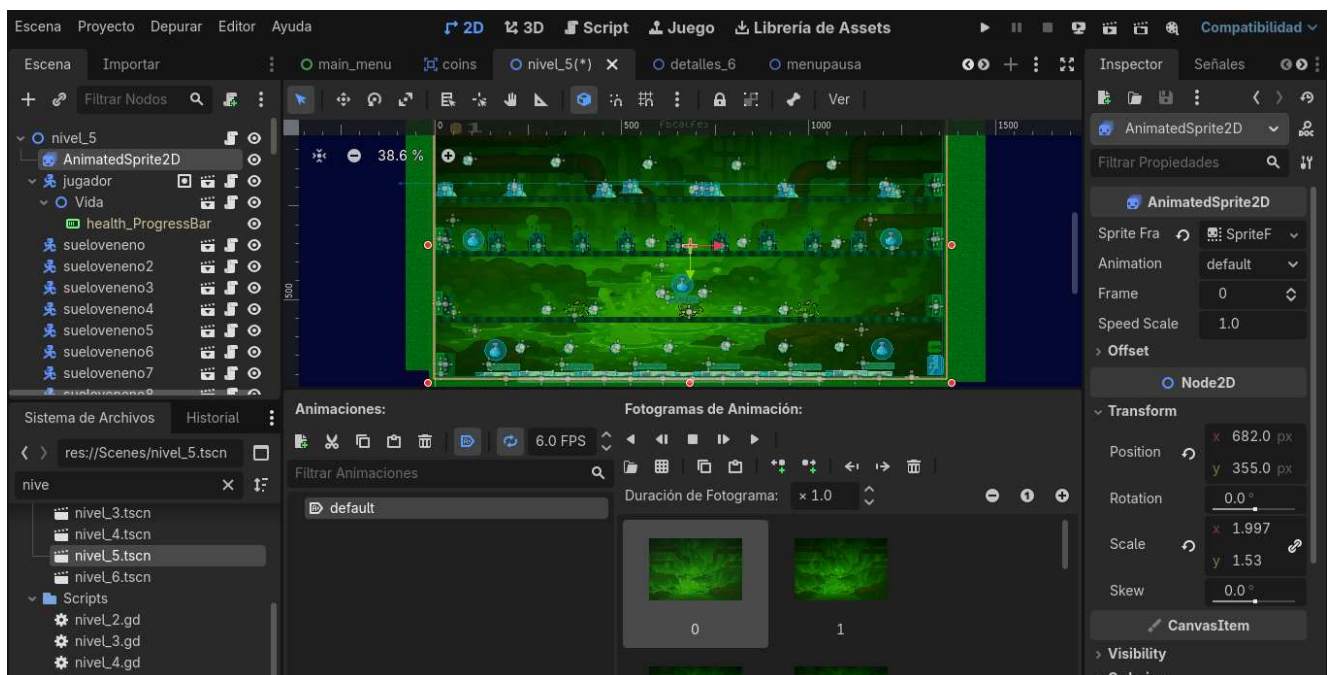 Escena Proyecto Depurar Editor Ayuda 2D 3D Script Juego Librería de Assets Compatibilidad
Escena Importar main_menu coins nivel_5(*) detalles_6 menupausa Inspector Señales
Filtrar Nodos Ver
0 500 1000 1500
nivel_5 AnimatedSprite2D
AnimatedSprite2D 38.6 %
jugador Filtrar Propiedades
Vida AnimatedSprite2D
health_ProgressBar
sueloveneno Sprite Fra SpriteF
sueloveneno2 Animation default
sueloveneno3 Frame 0
500
sueloveneno4 Speed Scale 1.0
sueloveneno5
sueloveneno6 Offset
sueloveneno7 Node2D
sueloveneno8
Sistema de Archivos Historial Animaciones: Fotogramas de Animación: Transform
res://Scenes/nivel_5.tscn 6.0 FPS Position x 682.0 px
y 355.0 px
nive Filtrar Animaciones Duración de Fotograma: × 1.0 Rotation 0.0 °
nivel_3.tscn default
nivel_4.tscn Scale x 1.997
nivel_5.tscn y 1.53
nivel_6.tscn Skew 0.0 °
Scripts
nivel_2.gd 0 1 CanvasItem
nivel_3.gd Visibility
nivel_4.gd